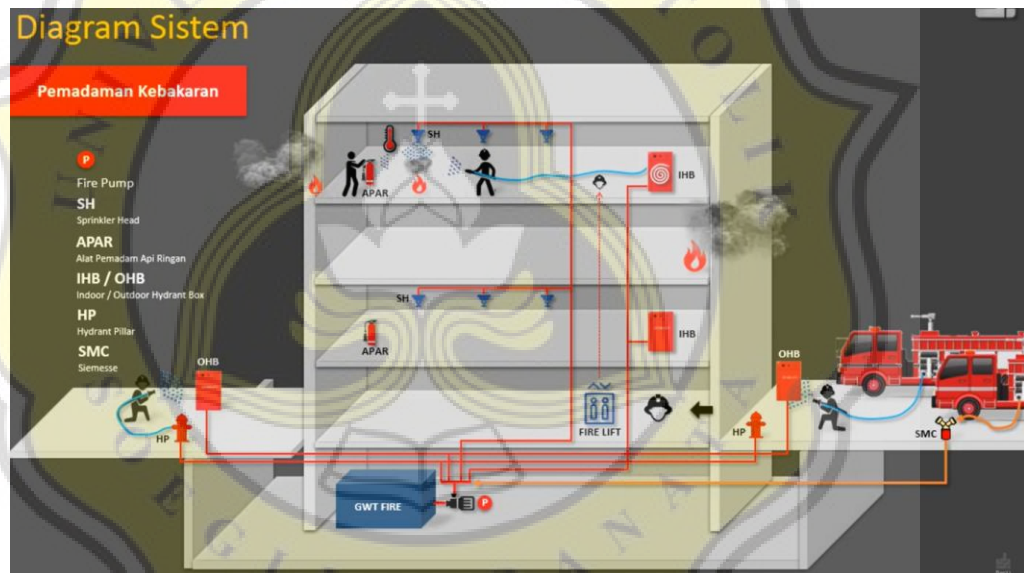 Diagram Sistem
Pemadaman Kebakaran
P
Fire Pump
SH
Sprinkler Head
APAR
Alat Pemadam Api Ringan
IHB / OHB
Indoor / Outdoor Hydrant Box
HP
Hydrant Pillar
SMC
Siemesse
SH
APAR
IHB
SH
APAR
IHB
OHB
HP
FIRE LIFT
OHB
HP
SMC
GWT FIRE
P